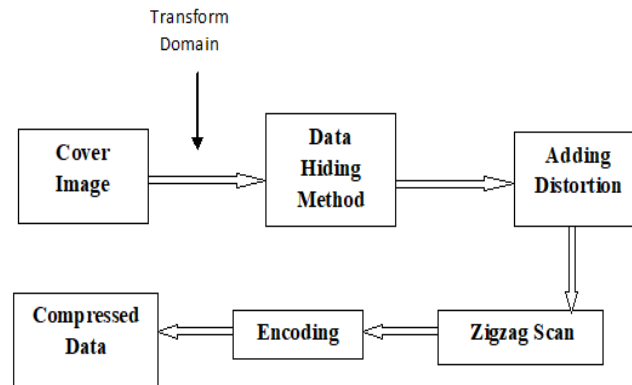 Transform
Domain
Cover
Image
Data
Hiding
Method
Adding
Distortion
Compressed
Data
Encoding
Zigzag Scan